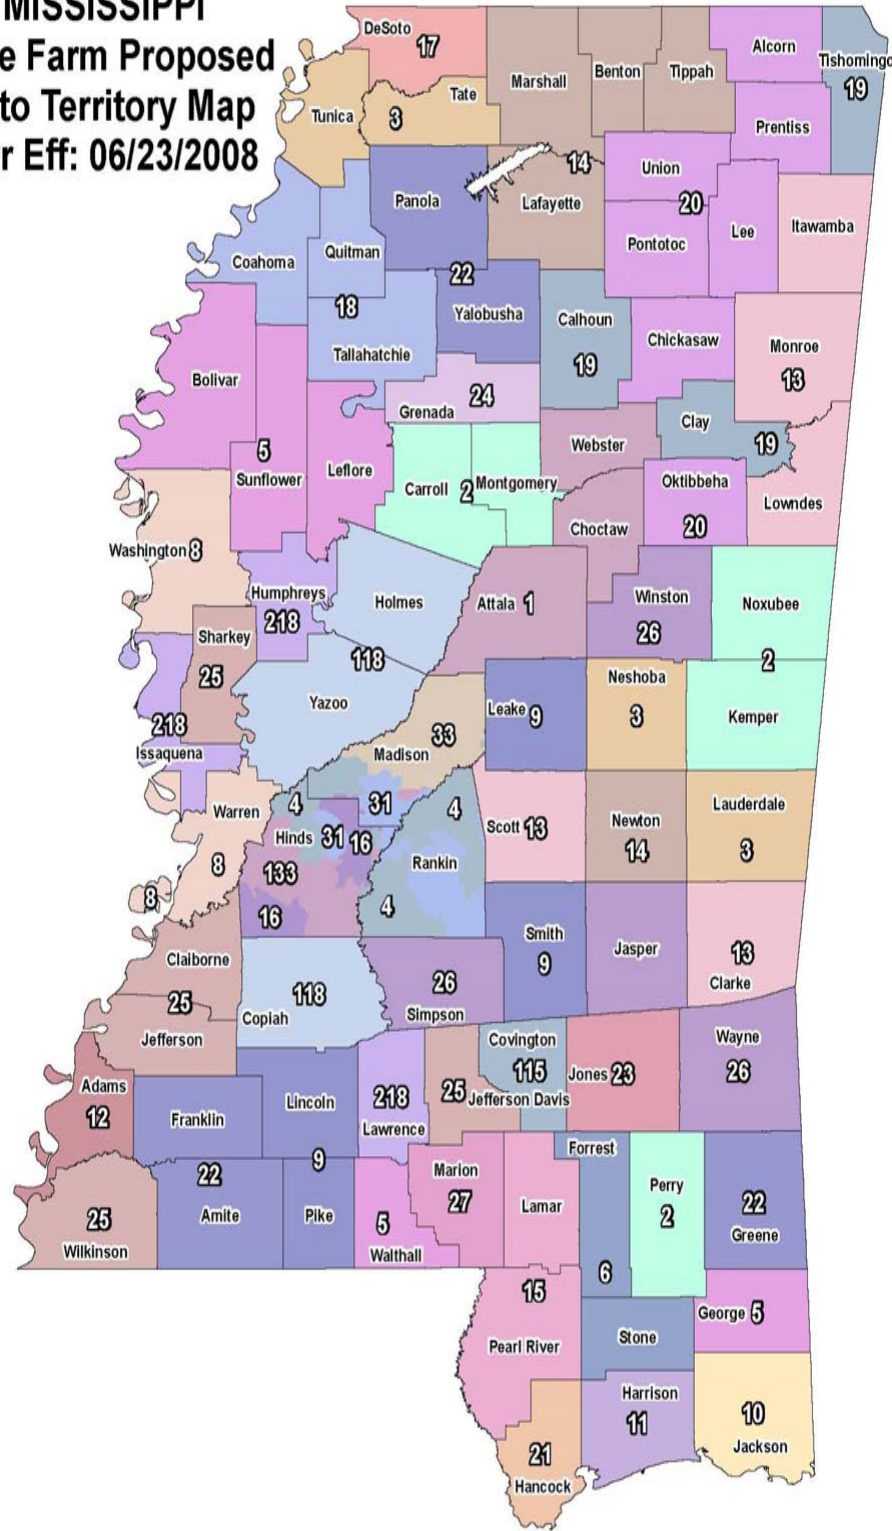 MISSISSIPPI
e Farm Proposed
to Territory Map
r Eff: 06/23/2008
DeSoto
17
Alcorn
Tishomingo
19
Marshall
Benton
Tippah
Tate
3
Tunica
Prentiss
14
Union
Panola
Lafayette
20
Itawamba
Lee
Pontotoc
Coahoma
Quitman
22
18
Yalobusha
Calhoun
19
Chickasaw
Tallahatchie
Monroe
13
Bolivar
24
Grenada
Clay
19
5
Sunflower
Leflore
Webster
Carroll
2
Montgomery
Oktibbeha
20
Lowndes
Choctaw
Washington 8
Humphreys
218
Holmes
Attala 1
Winston
26
Noxubee
2
Sharkey
25
118
Yazoo
Neshoba
3
Leake 9
Kemper
218
Issaquena
33
Madison
4
31
4
Warren
8
Hinds
31
16
Scott 13
Newton
14
Lauderdale
3
133
Rankin
8
16
4
Smith
9
Jasper
13
Clarke
Claiborne
25
Jefferson
118
Copiah
26
Simpson
Covington
115
Wayne
26
Jones 23
Adams
12
Lincoln
218
Lawrence
25
Jefferson Davis
Franklin
9
22
Forrest
Marion
27
Lamar
Perry
2
22
Greene
25
Wilkinson
Amite
Pike
5
Walthall
6
15
George 5
Pearl River
Stone
Harrison
11
10
Jackson
21
Hancock